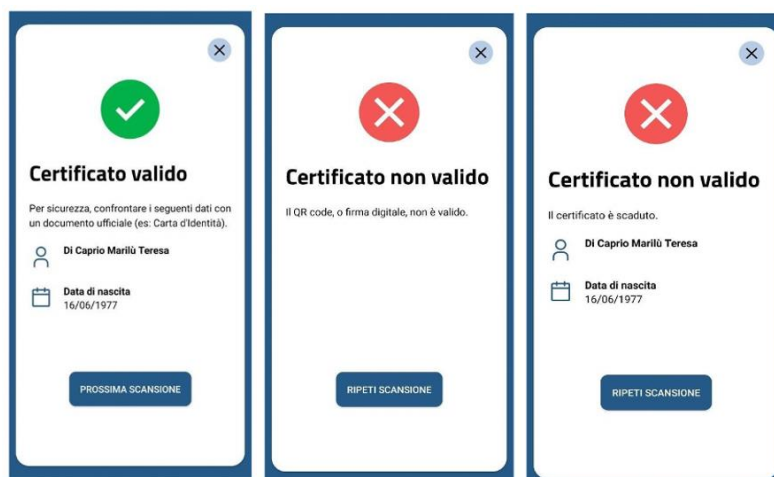 Certificato valido
Per sicurezza, confrontare i seguenti dati con
un documento ufficiale (es: Carta d'Identità).
Di Caprio Marilù Teresa
Data di nascita
16/06/1977
PROSSIMA SCANSIONE
Certificato non valido
Il QR code, o firma digitale, non è valido.
RIPETI SCANSIONE
Certificato non valido
Il certificato è scaduto.
Di Caprio Marilù Teresa
Data di nascita
16/06/1977
RIPETI SCANSIONE